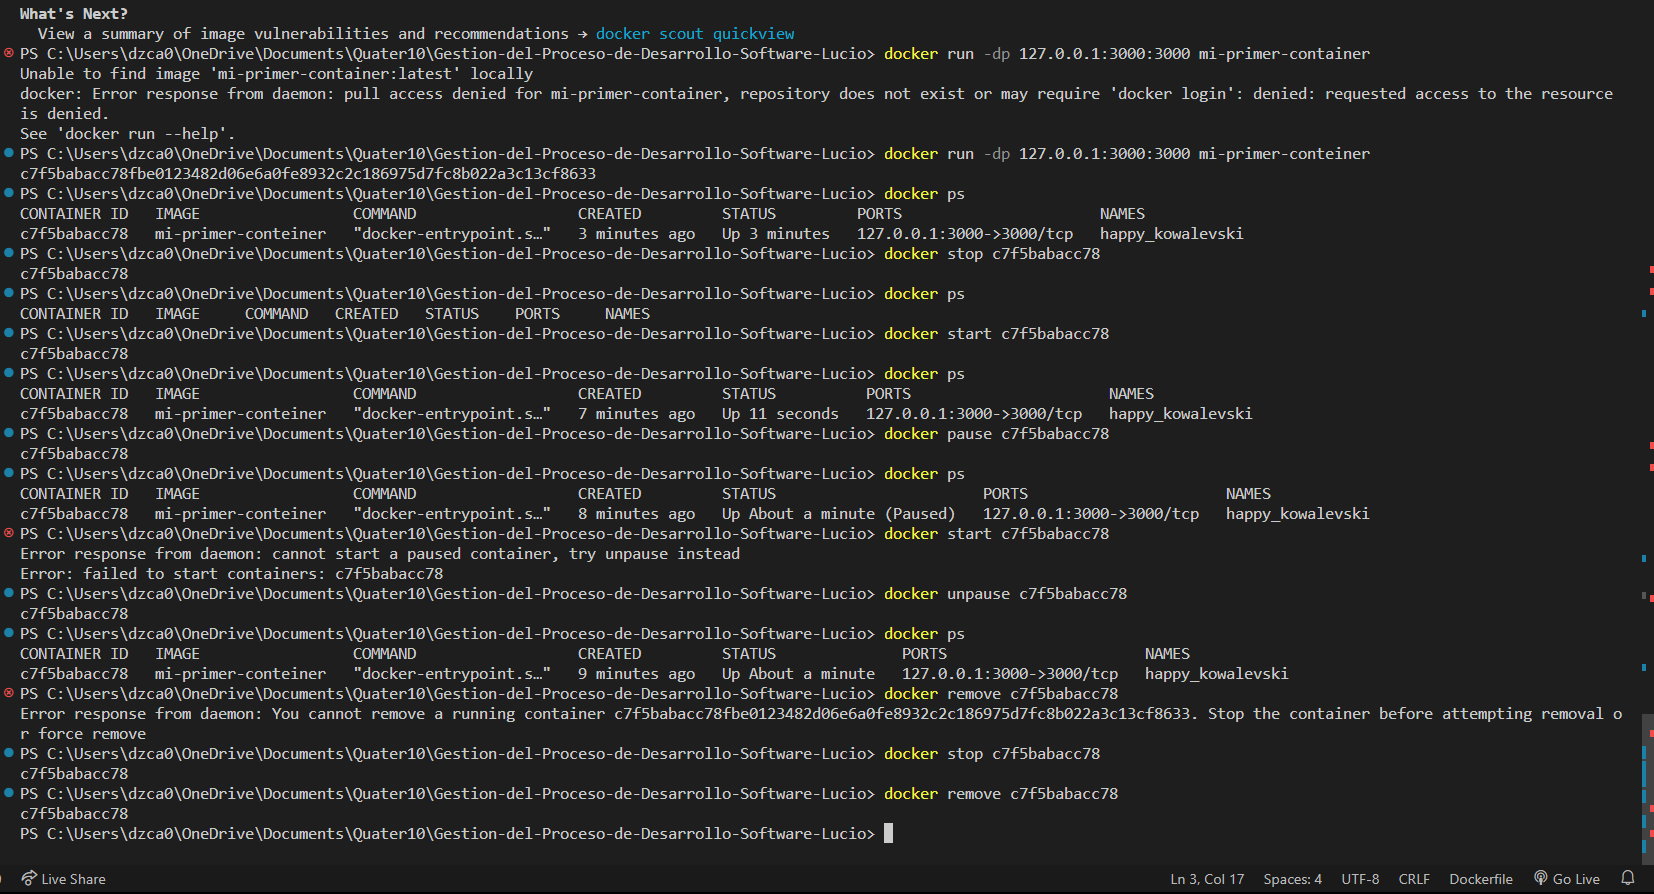 What's Next?
  View a summary of image vulnerabilities and recommendations → docker scout quickview
PS C:\Users\dzca0\OneDrive\Documents\Quater10\Gestion-del-Proceso-de-Desarrollo-Software-Lucio> docker run -dp 127.0.0.1:3000:3000 mi-primer-container
Unable to find image 'mi-primer-container:latest' locally
docker: Error response from daemon: pull access denied for mi-primer-container, repository does not exist or may require 'docker login': denied: requested access to the resource
is denied.
See 'docker run --help'.
PS C:\Users\dzca0\OneDrive\Documents\Quater10\Gestion-del-Proceso-de-Desarrollo-Software-Lucio> docker run -dp 127.0.0.1:3000:3000 mi-primer-conteiner
c7f5babacc78fbe0123482d06e6a0fe8932c2c186975d7fc8b022a3c13cf8633
PS C:\Users\dzca0\OneDrive\Documents\Quater10\Gestion-del-Proceso-de-Desarrollo-Software-Lucio> docker ps
CONTAINER ID   IMAGE                 COMMAND                  CREATED         STATUS         PORTS                      NAMES
c7f5babacc78   mi-primer-conteiner   "docker-entrypoint.s…"   3 minutes ago   Up 3 minutes   127.0.0.1:3000->3000/tcp   happy_kowalevski
PS C:\Users\dzca0\OneDrive\Documents\Quater10\Gestion-del-Proceso-de-Desarrollo-Software-Lucio> docker stop c7f5babacc78
c7f5babacc78
PS C:\Users\dzca0\OneDrive\Documents\Quater10\Gestion-del-Proceso-de-Desarrollo-Software-Lucio> docker ps
CONTAINER ID   IMAGE     COMMAND   CREATED   STATUS    PORTS     NAMES
PS C:\Users\dzca0\OneDrive\Documents\Quater10\Gestion-del-Proceso-de-Desarrollo-Software-Lucio> docker start c7f5babacc78
c7f5babacc78
PS C:\Users\dzca0\OneDrive\Documents\Quater10\Gestion-del-Proceso-de-Desarrollo-Software-Lucio> docker ps
CONTAINER ID   IMAGE                 COMMAND                  CREATED         STATUS          PORTS                      NAMES
c7f5babacc78   mi-primer-conteiner   "docker-entrypoint.s…"   7 minutes ago   Up 11 seconds   127.0.0.1:3000->3000/tcp   happy_kowalevski
PS C:\Users\dzca0\OneDrive\Documents\Quater10\Gestion-del-Proceso-de-Desarrollo-Software-Lucio> docker pause c7f5babacc78
c7f5babacc78
PS C:\Users\dzca0\OneDrive\Documents\Quater10\Gestion-del-Proceso-de-Desarrollo-Software-Lucio> docker ps
CONTAINER ID   IMAGE                 COMMAND                  CREATED         STATUS                       PORTS                      NAMES
c7f5babacc78   mi-primer-conteiner   "docker-entrypoint.s…"   8 minutes ago   Up About a minute (Paused)   127.0.0.1:3000->3000/tcp   happy_kowalevski
PS C:\Users\dzca0\OneDrive\Documents\Quater10\Gestion-del-Proceso-de-Desarrollo-Software-Lucio> docker start c7f5babacc78
Error response from daemon: cannot start a paused container, try unpause instead
Error: failed to start containers: c7f5babacc78
PS C:\Users\dzca0\OneDrive\Documents\Quater10\Gestion-del-Proceso-de-Desarrollo-Software-Lucio> docker unpause c7f5babacc78
c7f5babacc78
PS C:\Users\dzca0\OneDrive\Documents\Quater10\Gestion-del-Proceso-de-Desarrollo-Software-Lucio> docker ps
CONTAINER ID   IMAGE                 COMMAND                  CREATED         STATUS              PORTS                      NAMES
c7f5babacc78   mi-primer-conteiner   "docker-entrypoint.s…"   9 minutes ago   Up About a minute   127.0.0.1:3000->3000/tcp   happy_kowalevski
PS C:\Users\dzca0\OneDrive\Documents\Quater10\Gestion-del-Proceso-de-Desarrollo-Software-Lucio> docker remove c7f5babacc78
Error response from daemon: You cannot remove a running container c7f5babacc78fbe0123482d06e6a0fe8932c2c186975d7fc8b022a3c13cf8633. Stop the container before attempting removal o
r force remove
PS C:\Users\dzca0\OneDrive\Documents\Quater10\Gestion-del-Proceso-de-Desarrollo-Software-Lucio> docker stop c7f5babacc78
c7f5babacc78
PS C:\Users\dzca0\OneDrive\Documents\Quater10\Gestion-del-Proceso-de-Desarrollo-Software-Lucio> docker remove c7f5babacc78
c7f5babacc78
PS C:\Users\dzca0\OneDrive\Documents\Quater10\Gestion-del-Proceso-de-Desarrollo-Software-Lucio>
Live Share Ln 3, Col 17 Spaces: 4 UTF-8 CRLF Dockerfile Go Live